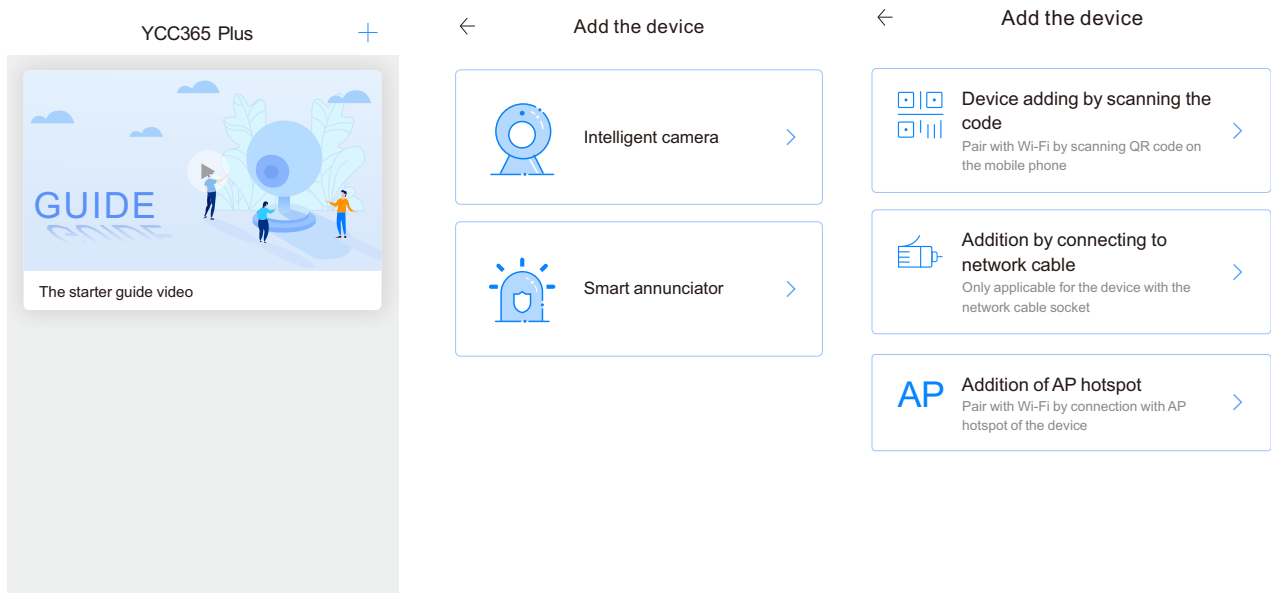 YCC365 Plus
GUIDE
GUIDE
The starter guide video
Add the device
Intelligent camera
Smart annunciator
Add the device
Device adding by scanning the
code
Pair with Wi-Fi by scanning QR code on
the mobile phone
Addition by connecting to
network cable
Only applicable for the device with the
network cable socket
AP
Addition of AP hotspot
Pair with Wi-Fi by connection with AP
hotspot of the device